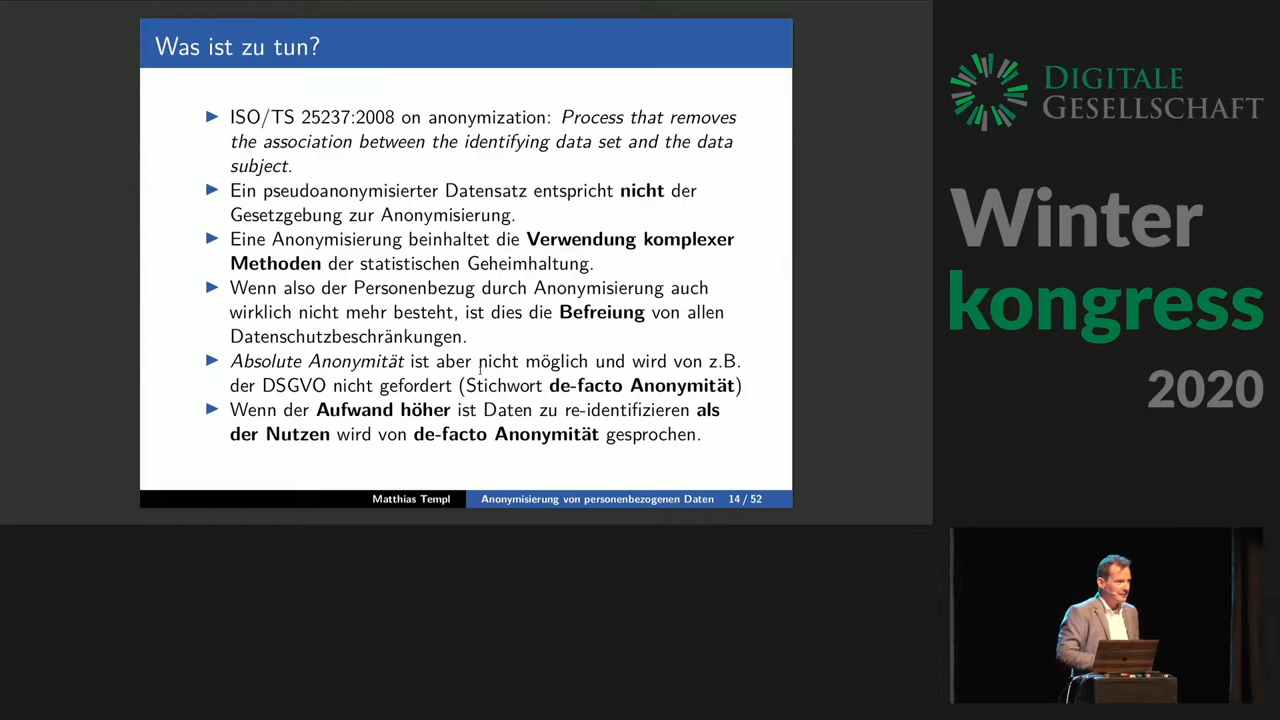 Was ist zu tun?
ISO/TS 25237:2008 on anonymization: Process that removes
the association between the identifying data set and the data
subject.
Ein pseudoanonymisierter Datensatz entspricht nicht der
Gesetzgebung zur Anonymisierung.
Eine Anonymisierung beinhaltet die Verwendung komplexer
Methoden der statistischen Geheimhaltung.
Wenn also der Personenbezug durch Anonymisierung auch
wirklich nicht mehr besteht, ist dies die Befreiung von allen
Datenschutzbeschränkungen.
Absolute Anonymität ist aber nicht möglich und wird von z.B.
der DSGVO nicht gefordert (Stichwort de-facto Anonymität)
Wenn der Aufwand höher ist Daten zu re-identifizieren als
der Nutzen wird von de-facto Anonymität gesprochen.
Matthias Templ
Anonymisierung von personenbezogenen Daten 14 / 52
DIGITALE
GESELLSCHAFT
Winter
kongress
2020